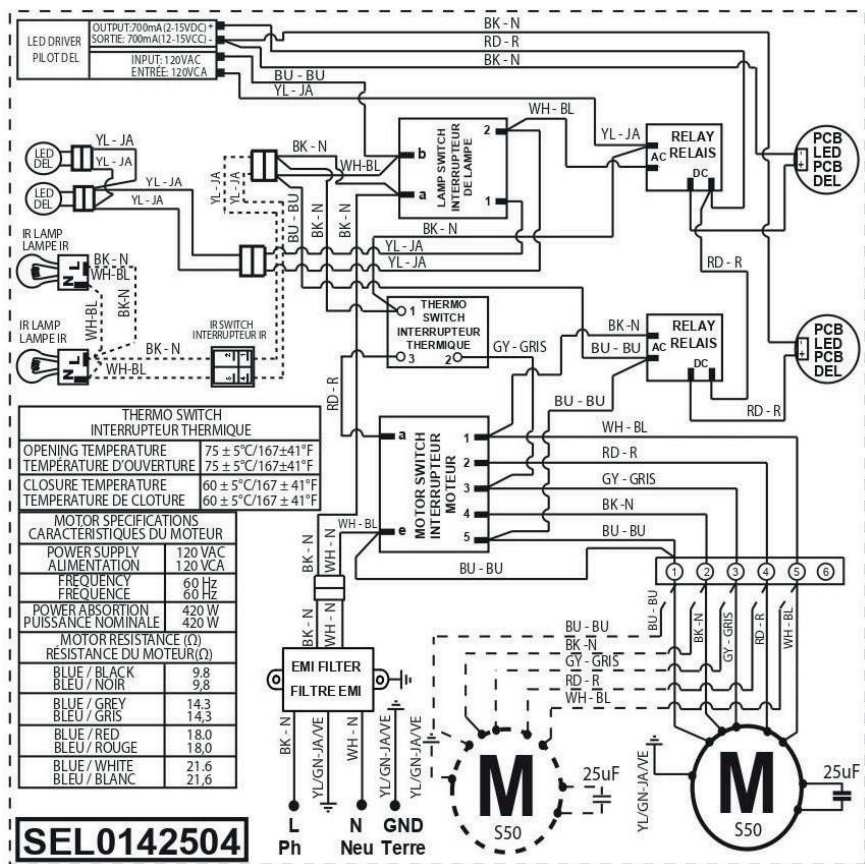 LED DRIVER
PILOT DEL
OUTPUT:700mA(2-15VDC) +
SORTIE: 700mA(12-15VCC) -
INPUT: 120VAC
ENTRÉE: 120VCA
BU - BU
YL - JA
BK - N
RD - R
BK - N
LED
DEL
YL - JA
YL - JA
LED
DEL
YL - JA
YL - JA
YL - JA
YL - JA
BK - N
WH-BL
BU - BU
BK - N
BK - N
b
a
LAMP SWITCH
INTERRUPTEUR
DE LAMPE
2
1
WH - BL
YL - JA
BK - N
YL - JA
YL - JA
RELAY
RELAIS
AC
DC
PCB
LED
PCB
DEL
-
+
RD - R
IR LAMP
LAMPE IR
N L
BK - N
WH-BL
WH-BL
BK-N
IR LAMP
LAMPE IR
N L
BK - N
WH-BL
IR SWITCH
INTERRUPTEUR IR
THERMO
SWITCH
INTERRUPTEUR
THERMIQUE
1
3
2
GY - GRIS
RD - R
BK-N
BU - BU
BU - BU
RELAY
RELAIS
AC
DC
PCB
LED
PCB
DEL
-
+
RD - R
THERMO SWITCH
INTERRUPTEUR THERMIQUE
OPENING TEMPERATURE 75 ± 5°C/167±41°F
TEMPÉRATURE D'OUVERTURE 75 ± 5°C/167±41°F
CLOSURE TEMPERATURE 60 ± 5°C/167 ± 41°F
TEMPERATURE DE CLOTURE 60 ± 5°C/167 ± 41°F
MOTOR SPECIFICATIONS
CARACTÉRISTIQUES DU MOTEUR
POWER SUPPLY 120 VAC
ALIMENTATION 120 VCA
FREQUENCY 60 Hz
FREQUENCE 60 Hz
POWER ABSORTION 420 W
PUISSANCE NOMINALE 420 W
MOTOR RESISTANCE (Ω)
RÉSISTANCE DU MOTEUR(Ω)
BLUE / BLACK 9.8
BLEU / NOIR 9,8
BLUE / GREY 14.3
BLEU / GRIS 14,3
BLUE / RED 18.0
BLEU / ROUGE 18,0
BLUE / WHITE 21.6
BLEU / BLANC 21,6
a
e
MOTOR SWITCH
INTERRUPTEUR
MOTEUR
1
2
3
4
5
WH - BL
RD - R
GY - GRIS
BK -N
BU - BU
WH - BL
BU - BU
BK - N
WH - N
BK - N
WH - N
1 2 3 4 5 6
BU - BU
BK -N
GY - GRIS
RD - R
WH - BL
BU - BU
BK -N
GY - GRIS
RD - R
WH - BL
EMI FILTER
FILTRE EMI
BK - N
YL/GN-JA/VE
WH - N
YL/GN-JA/VE
L
Ph
N
Neu
GND
Terre
YL/GN-JA/VE
M
S50
25uF
YL/GN-JA/VE
M
S50
25uF
SEL0142504